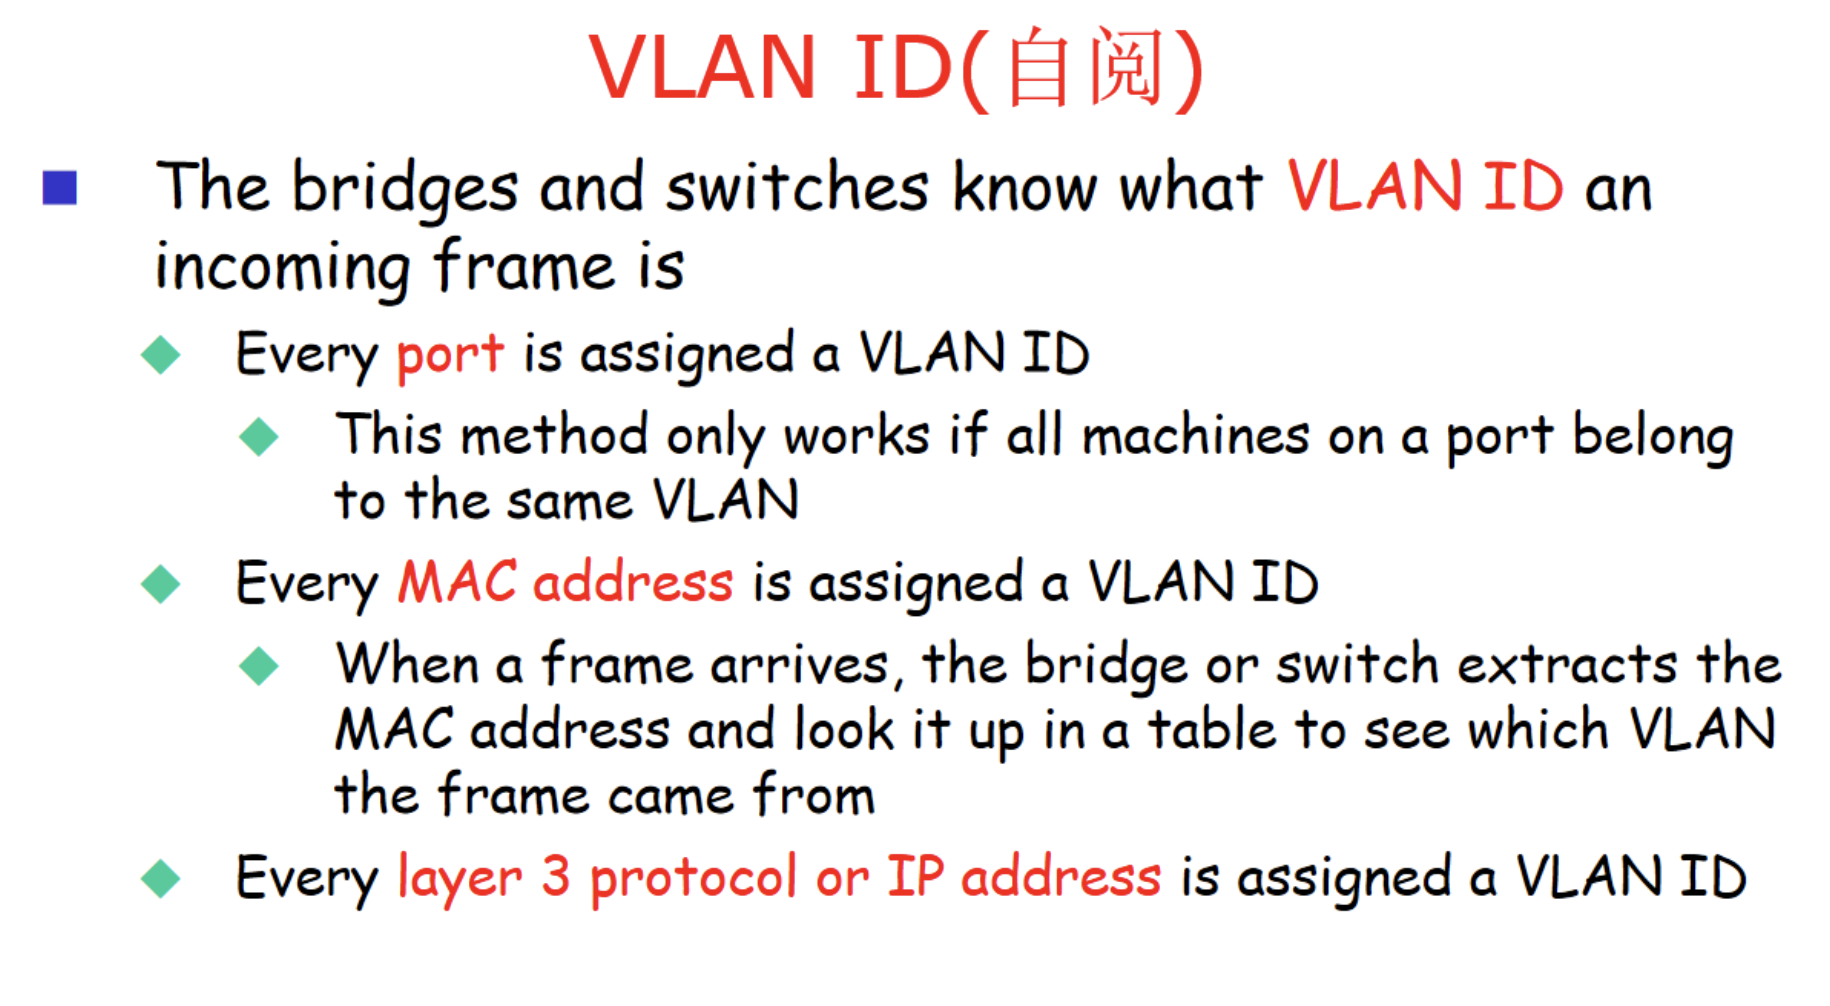 VLAN ID(自阅)
The bridges and switches know what VLAN ID an
incoming frame is
Every port is assigned a VLAN ID
This method only works if all machines on a port belong
to the same VLAN
Every MAC address is assigned a VLAN ID
When a frame arrives, the bridge or switch extracts the
MAC address and look it up in a table to see which VLAN
the frame came from
Every layer 3 protocol or IP address is assigned a VLAN ID